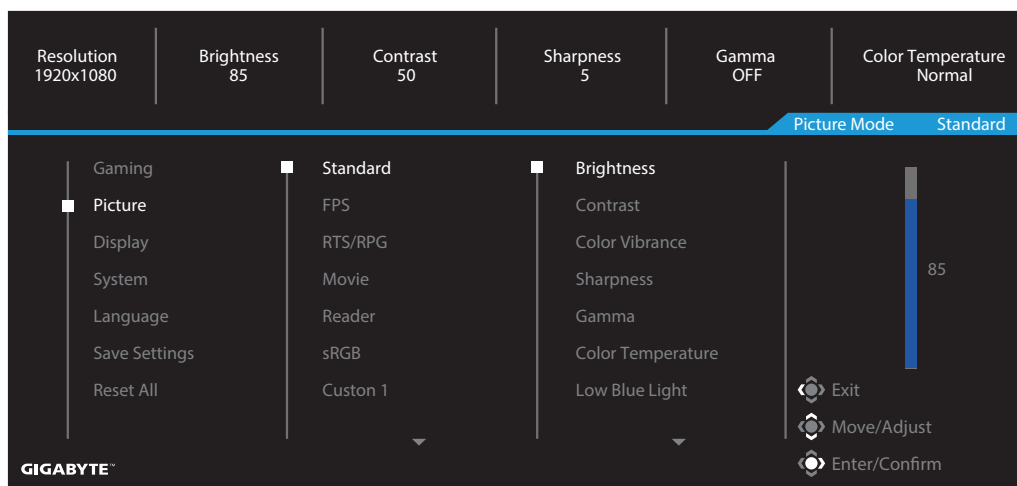 Resolution
1920x1080
Brightness
85
Contrast
50
Sharpness
5
Gamma
OFF
Color Temperature
Normal
Picture Mode Standard
Gaming
Picture
Display
System
Language
Save Settings
Reset All
Standard
FPS
RTS/RPG
Movie
Reader
sRGB
Custon 1
Brightness
Contrast
Color Vibrance
Sharpness
Gamma
Color Temperature
Low Blue Light
85
Exit
Move/Adjust
Enter/Confirm
GIGABYTE™